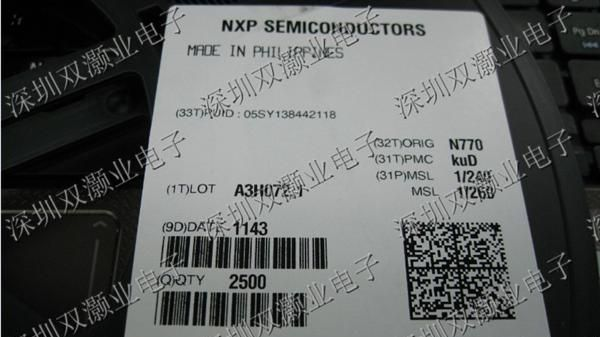 NXP SEMICONDUCTORS
MADE IN PHILIPPINES
(33T)PUID : 05SY138442118
(32T)ORIG N770
(31T)PMC kuD
(31P)MSL 1/240
MSL 1/260
(1T)LOT
(9D)DATE 1143
(Q)QTY 2500
深圳双灏业电子
深圳双灏业电子
深圳双灏业电子
深圳双灏业电子
深圳双灏业电子
深圳双灏业电子